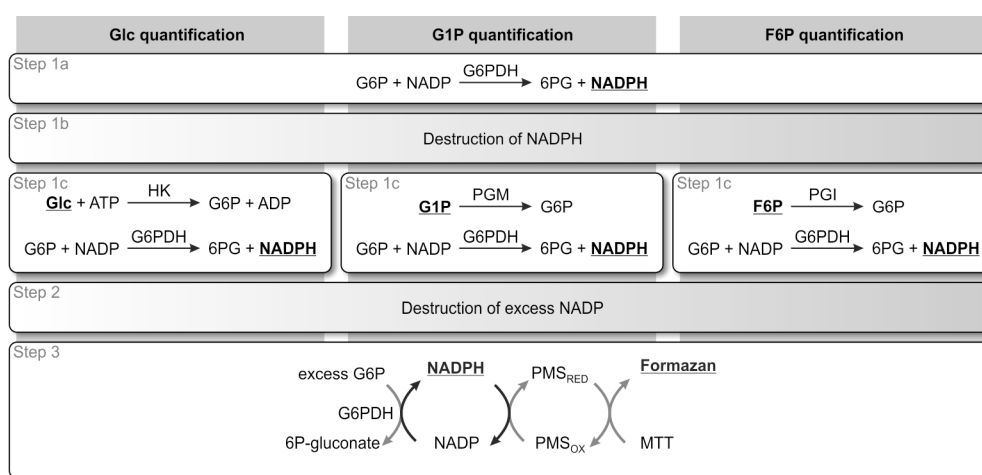 Glc quantification G1P quantification F6P quantification
Step 1a
G6P + NADP G6PDH 6PG + NADPH
Step 1b
Destruction of NADPH
Step 1c
Glc + ATP HK G6P + ADP
G6P + NADP G6PDH 6PG + NADPH
Step 1c
G1P PGM G6P
G6P + NADP G6PDH 6PG + NADPH
Step 1c
F6P PGI G6P
G6P + NADP G6PDH 6PG + NADPH
Step 2
Destruction of excess NADP
Step 3
excess G6P NADPH PMSRED Formazan
G6PDH
6P-gluconate NADP PMSOX MTT